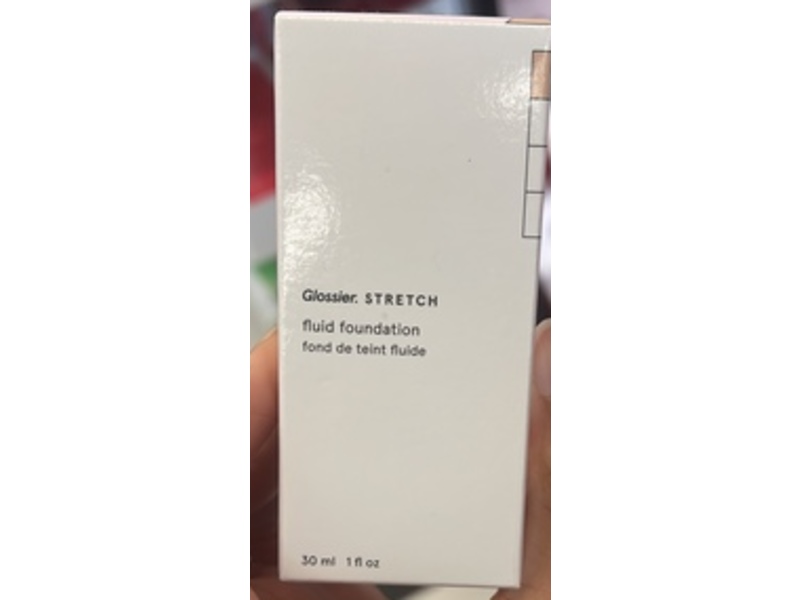 Glossier. STRETCH
fluid foundation
fond de teint fluide
30 ml 1 fl oz